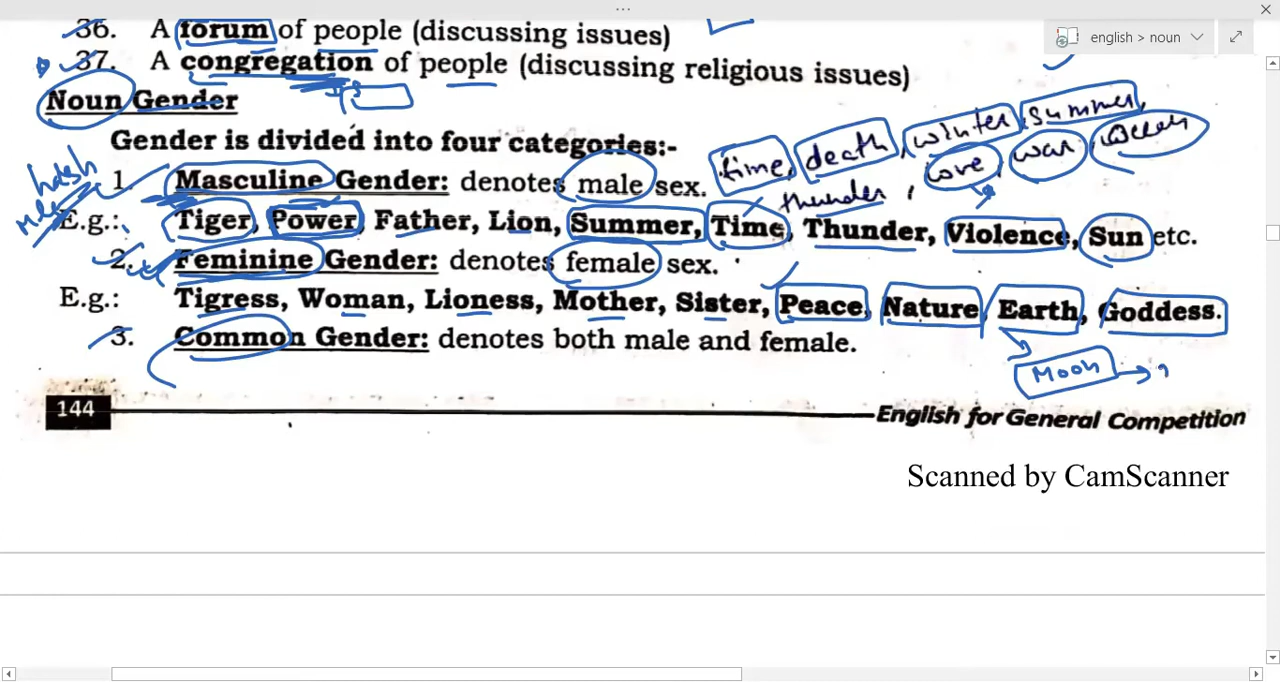 36. A forum of people (discussing issues)
english > noun
37. A congregation of people (discussing religious issues)
Noun Gender
Gender is divided into four categories:-
time, death, winter, summer,
thunder, love, war, Ocean
1. Masculine Gender: denotes male sex.
E.g.: Tiger, Power, Father, Lion, Summer, Time, Thunder, Violence, Sun etc.
2. Feminine Gender: denotes female sex.
E.g.: Tigress, Woman, Lioness, Mother, Sister, Peace, Nature, Earth, Goddess.
3. Common Gender: denotes both male and female.
Moon
144
English for General Competition
Scanned by CamScanner